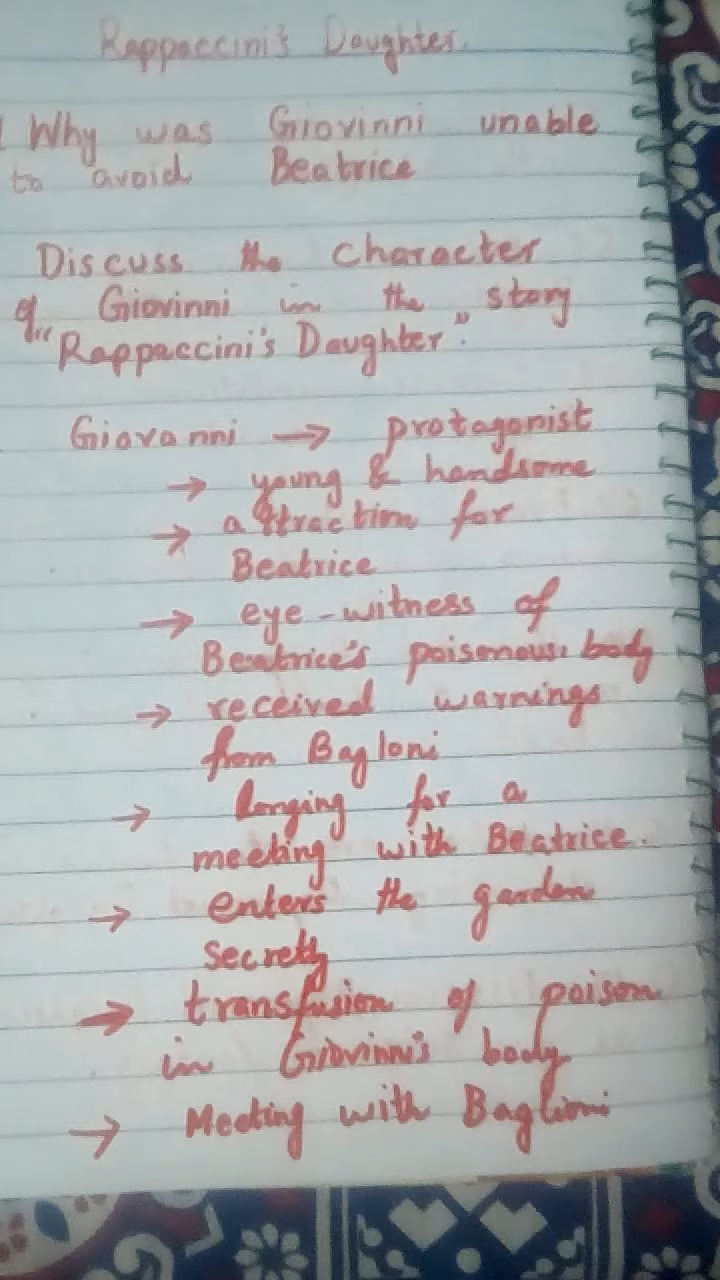 Rappaccini's Daughter.
Why was Giovinni unable
to avoid Beatrice
Discuss the character
of Giovinni in the story
"Rappaccini's Daughter".
Giovanni → protagonist
→ young & handsome
→ attraction for
Beatrice
→ eye-witness of
Beatrice's poisonous body
→ received warnings
from Bagloni
→ longing for a
meeting with Beatrice.
→ enters the garden
secretly
→ transfusion of poison
in Giovinni's body
→ Meeting with Baglioni